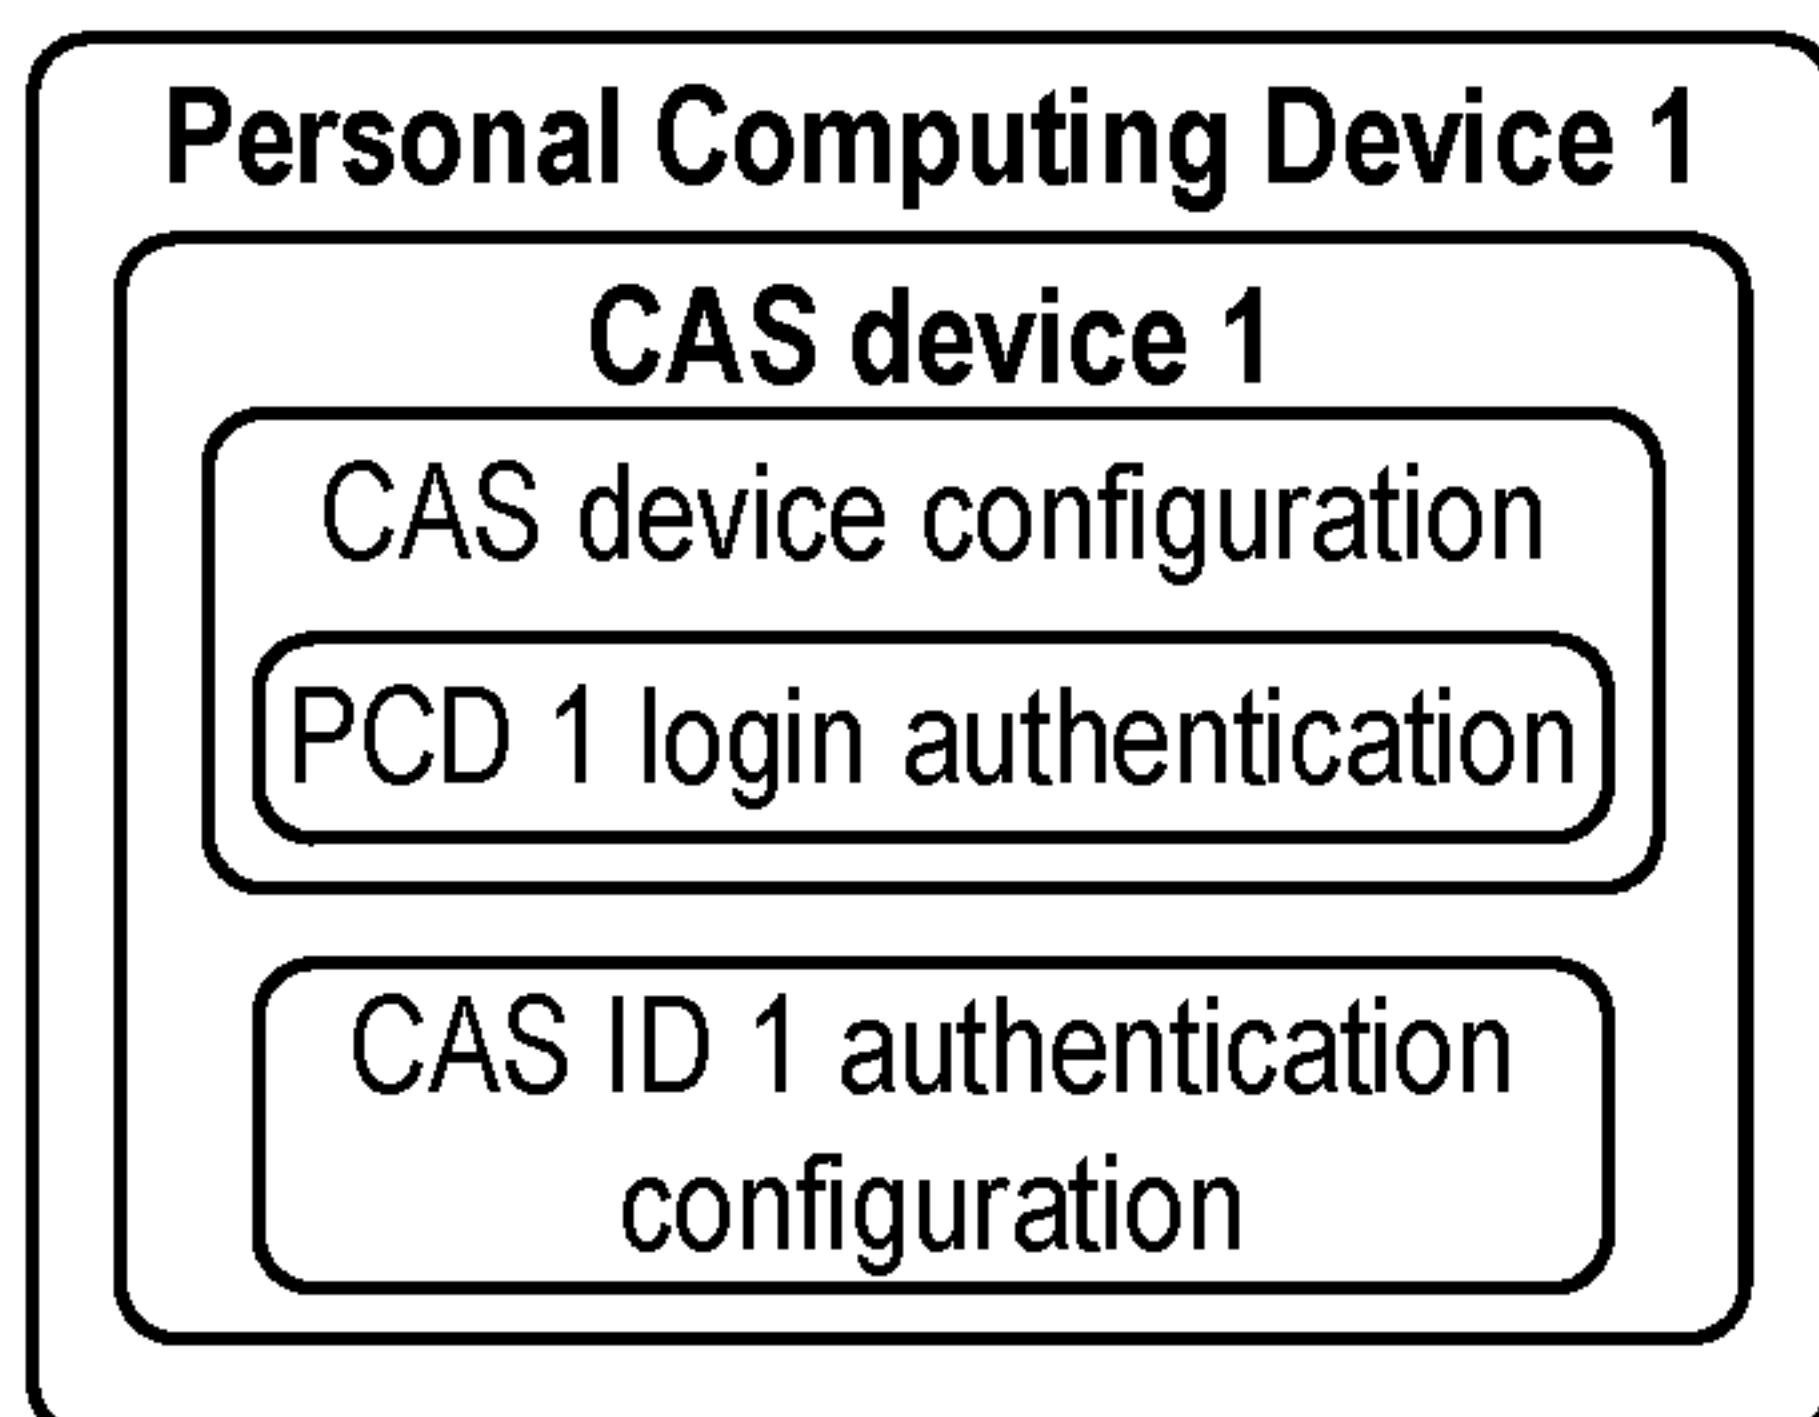 Personal Computing Device 1
CAS device 1
CAS device configuration
PCD 1 login authentication
CAS ID 1 authentication
configuration